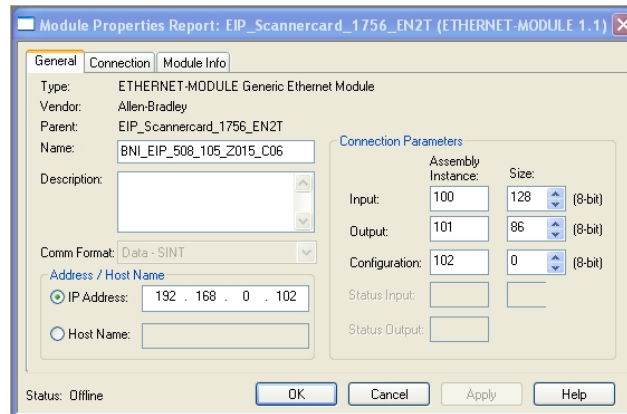 Module Properties Report: EIP_Scannercard_1756_EN2T (ETHERNET-MODULE 1.1)
General Connection Module Info
Type: ETHERNET-MODULE Generic Ethernet Module
Vendor: Allen-Bradley
Parent: EIP_Scannercard_1756_EN2T
Name: BNI_EIP_508_105_Z015_C06
Description:
Comm Format: Data - SINT
Address / Host Name
IP Address: 192 . 168 . 0 . 102
Host Name:
Connection Parameters
Assembly Instance: Size:
Input: 100 128 (8-bit)
Output: 101 86 (8-bit)
Configuration: 102 0 (8-bit)
Status Input:
Status Output:
Status: Offline OK Cancel Apply Help